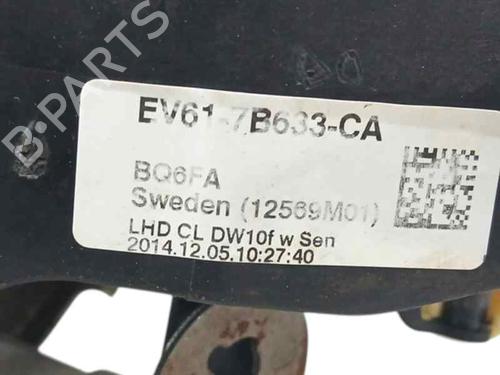 B-PARTS
EV61-7B633-CA
BQ6FA
Sweden (12569M01)
LHD CL DW10f w Sen
2014.12.05.10:27:40